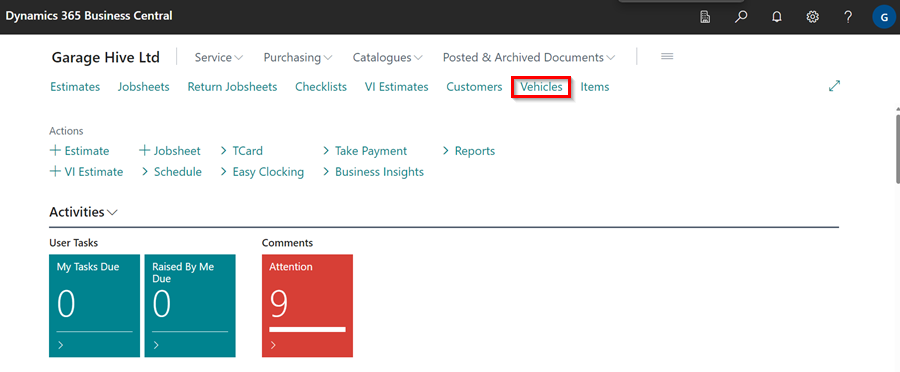 Dynamics 365 Business Central
G
Garage Hive Ltd Service Purchasing Catalogues Posted & Archived Documents
Estimates Jobsheets Return Jobsheets Checklists VI Estimates Customers Vehicles Items
Actions
Estimate Jobsheet TCard Take Payment Reports
VI Estimate Schedule Easy Clocking Business Insights
Activities
User Tasks Comments
My Tasks Due Raised By Me Due Attention
0 0 9